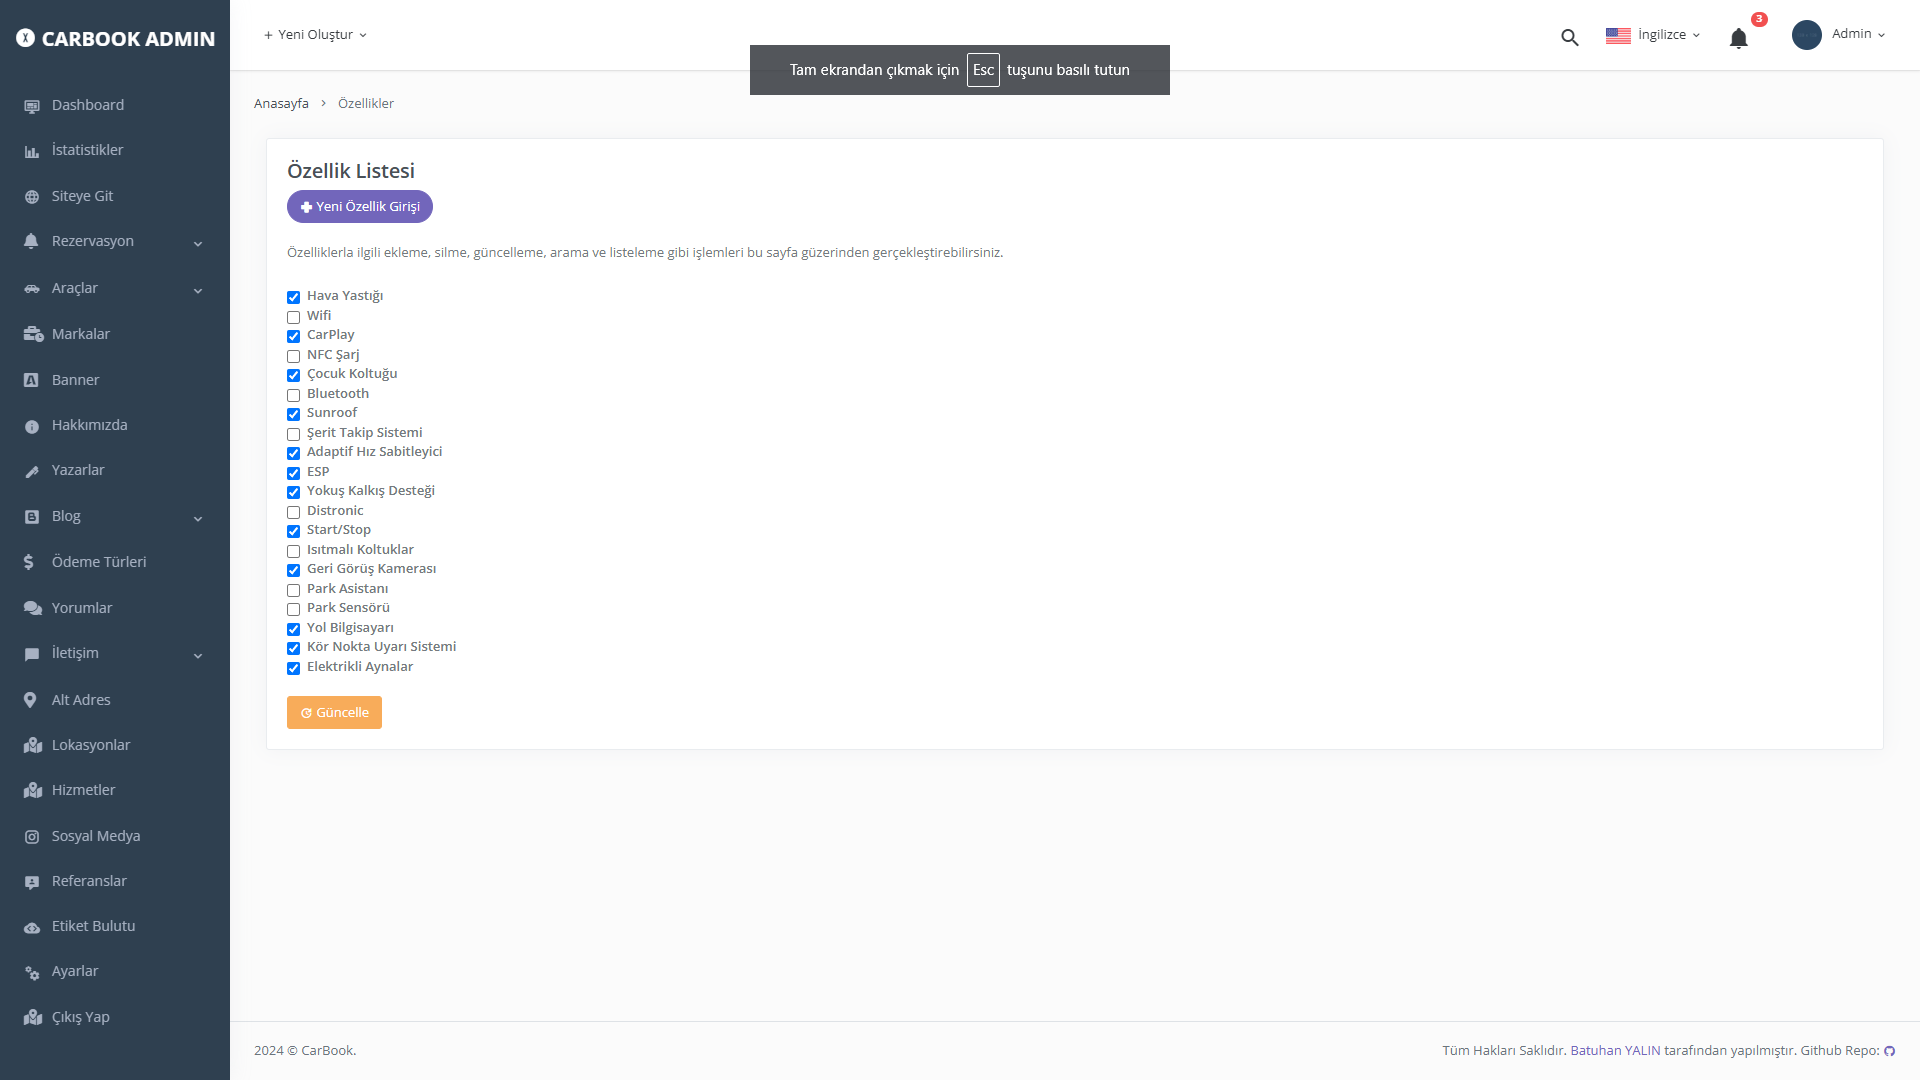 CARBOOK ADMIN
Dashboard
İstatistikler
Siteye Git
Rezervasyon
Araçlar
Markalar
Banner
Hakkımızda
Yazarlar
Blog
Ödeme Türleri
Yorumlar
İletişim
Alt Adres
Lokasyonlar
Hizmetler
Sosyal Medya
Referanslar
Etiket Bulutu
Ayarlar
Çıkış Yap
+ Yeni Oluştur
İngilizce
3
Admin
Tam ekrandan çıkmak için Esc tuşunu basılı tutun
Anasayfa > Özellikler
Özellik Listesi
Yeni Özellik Girişi
Özelliklerla ilgili ekleme, silme, güncelleme, arama ve listeleme gibi işlemleri bu sayfa güzerinden gerçekleştirebilirsiniz.
Hava Yastığı
Wifi
CarPlay
NFC Şarj
Çocuk Koltuğu
Bluetooth
Sunroof
Şerit Takip Sistemi
Adaptif Hız Sabitleyici
ESP
Yokuş Kalkış Desteği
Distronic
Start/Stop
Isıtmalı Koltuklar
Geri Görüş Kamerası
Park Asistanı
Park Sensörü
Yol Bilgisayarı
Kör Nokta Uyarı Sistemi
Elektrikli Aynalar
Güncelle
2024 © CarBook.
Tüm Hakları Saklıdır. Batuhan YALIN tarafından yapılmıştır. Github Repo: